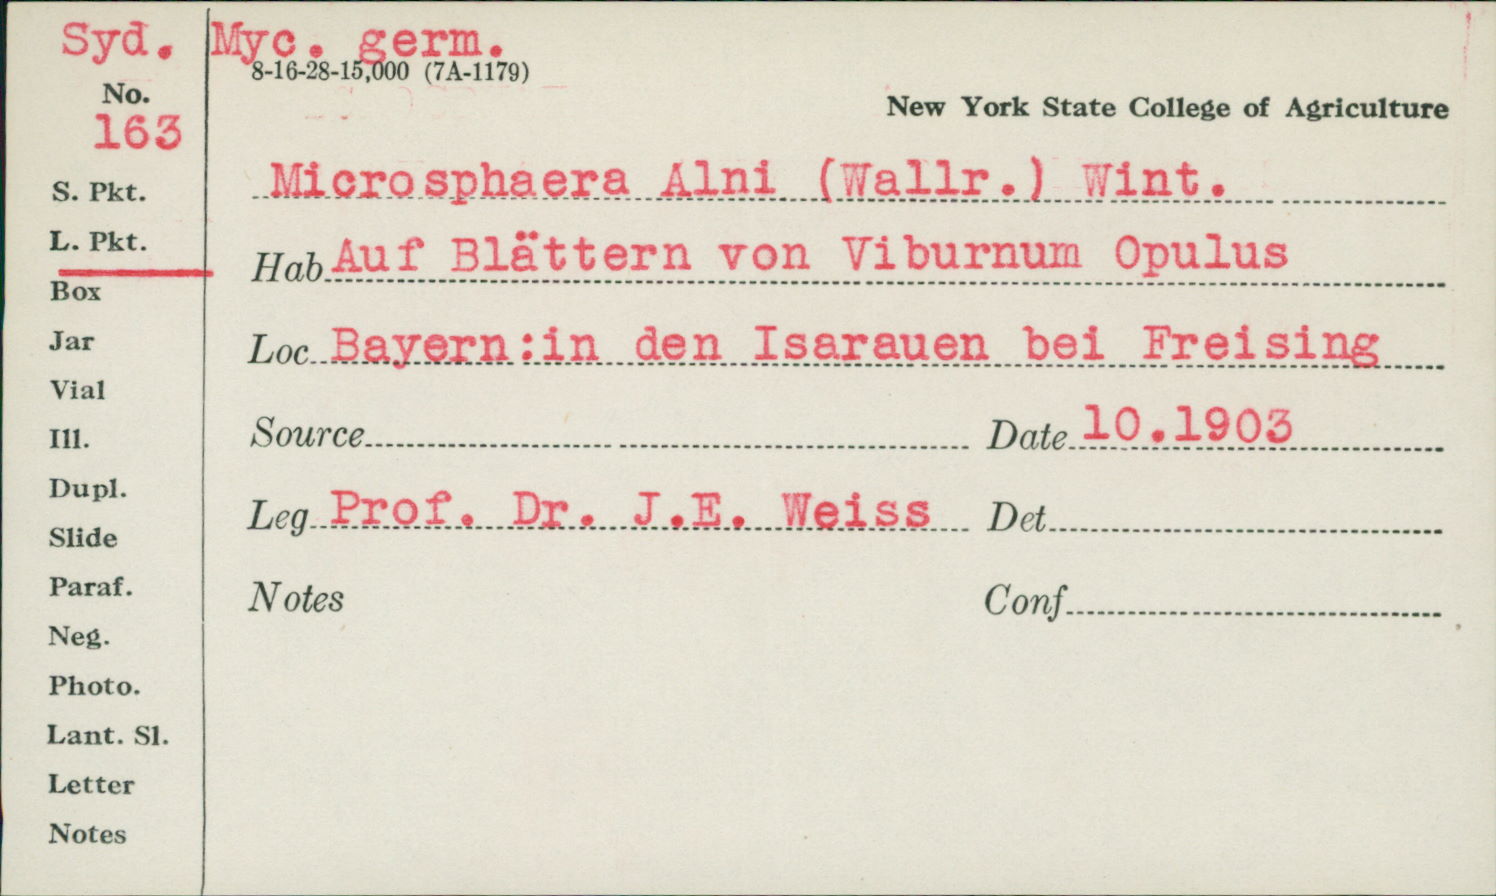 Syd. Myc. germ.
8-16-28-15,000 (7A-1179)
No.
163
New York State College of Agriculture
S. Pkt.
Microsphaera Alni (Wallr.) Wint.
L. Pkt.
Hab Auf Blättern von Viburnum Opulus
Box
Jar
Loc Bayern:in den Isarauen bei Freising
Vial
Ill.
Source Date 10.1903
Dupl.
Leg Prof. Dr. J.E. Weiss Det
Slide
Paraf.
Notes Conf
Neg.
Photo.
Lant. Sl.
Letter
Notes